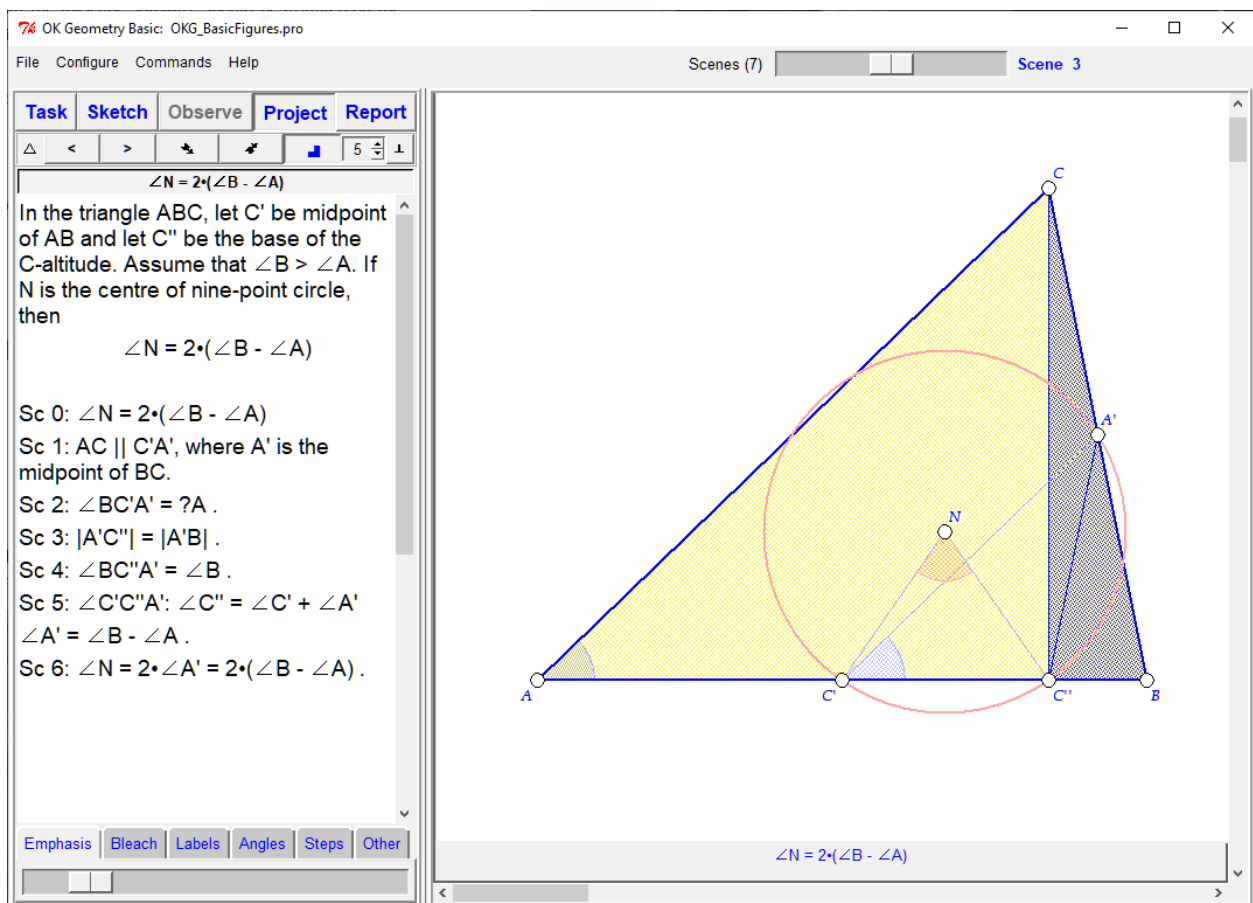 OK Geometry Basic: OKG_BasicFigures.pro
File Configure Commands Help
Scenes (7)
Scene 3
Task Sketch Observe Project Report
< > 5
∠N = 2•(∠B - ∠A)
In the triangle ABC, let C' be midpoint
of AB and let C" be the base of the
C-altitude. Assume that ∠B > ∠A. If
N is the centre of nine-point circle,
then
∠N = 2•(∠B - ∠A)
Sc 0: ∠N = 2•(∠B - ∠A)
Sc 1: AC || C'A', where A' is the
midpoint of BC.
Sc 2: ∠BC'A' = ?A .
Sc 3: |A'C"| = |A'B| .
Sc 4: ∠BC"A' = ∠B .
Sc 5: ∠C'C"A': ∠C" = ∠C' + ∠A'
∠A' = ∠B - ∠A .
Sc 6: ∠N = 2•∠A' = 2•(∠B - ∠A) .
Emphasis Bleach Labels Angles Steps Other
C
A'
N
A C' C'' B
∠N = 2•(∠B - ∠A)